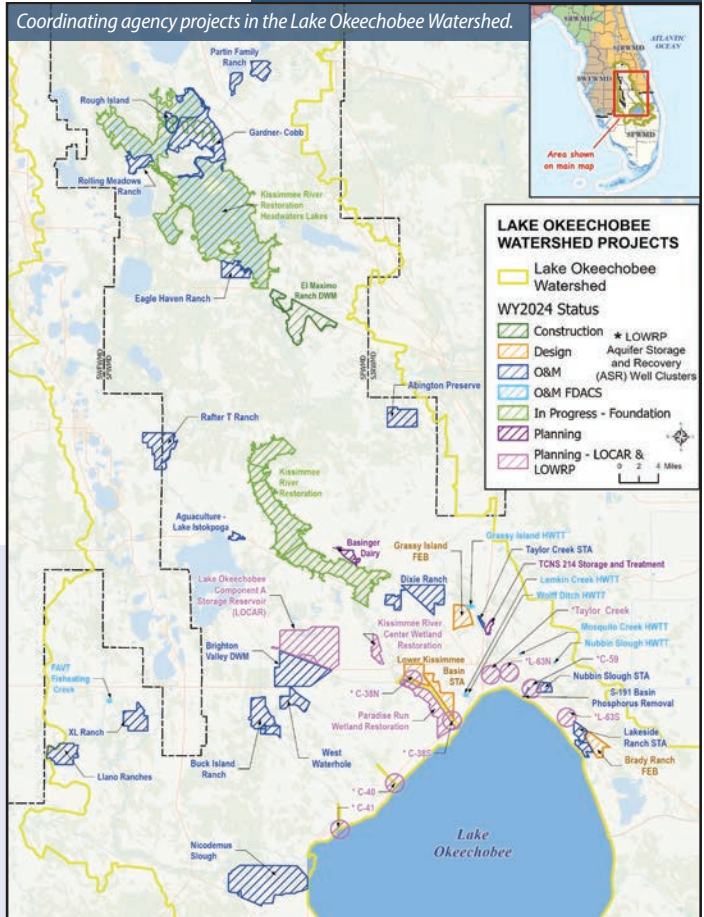 Coordinating agency projects in the Lake Okeechobee Watershed.
SRWMD
SJRWMD
SWFWMD
SFWMD
ATLANTIC
OCEAN
Area shown
on main map
Partin Family
Ranch
Rough Island
Gardner- Cobb
Rolling Meadows
Ranch
Kissimmee River
Restoration
Headwaters Lakes
Eagle Haven Ranch
El Maximo
Ranch DWM
LAKE OKEECHOBEE
WATERSHED PROJECTS
Lake Okeechobee
Watershed
WY2024 Status
Construction
Design
O&M
O&M FDACS
In Progress - Foundation
Planning
Planning - LOCAR &
LOWRP
* LOWRP
Aquifer Storage
and Recovery
(ASR) Well Clusters
0 2 4 Miles
SWFWMD
SFWMD
SFWMD
SJRWMD
Abington Preserve
Rafter T Ranch
Kissimmee
River
Restoration
Aquaculture -
Lake Istokpoga
Basinger
Dairy
Grassy Island
FEB
Grassy Island HWTT
Taylor Creek STA
TCNS 214 Storage and Treatment
Lemkin Creek HWTT
Wolff Ditch HWTT
*Taylor Creek
Mosquito Creek HWTT
Nubbin Slough HWTT
*L-63N
*C-59
Nubbin Slough STA
S-191 Basin
Phosphorus Removal
*L-63S
Lakeside
Ranch STA
Brady Ranch
FEB
Dixie Ranch
Lake Okeechobee
Component A
Storage Reservoir
(LOCAR)
Kissimmee River
Center Wetland
Restoration
Brighton
Valley DWM
Lower Kissimmee
Basin
STA
* C-38N
Paradise Run
Wetland Restoration
* C-38S
FAVT
Fisheating
Creek
XL Ranch
Llano Ranches
Buck Island
Ranch
West
Waterhole
* C-40
* C-41
Nicodemus
Slough
Lake
Okeechobee